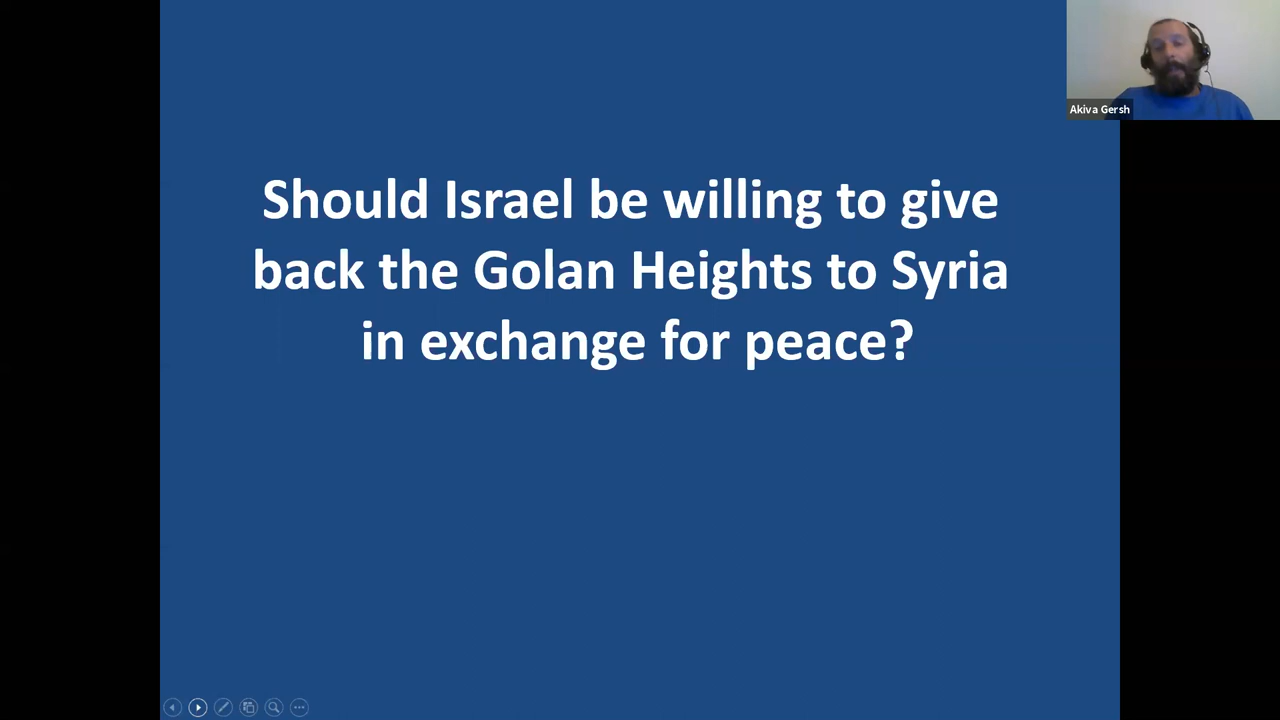 Akiva Gersh
Should Israel be willing to give
back the Golan Heights to Syria
in exchange for peace?